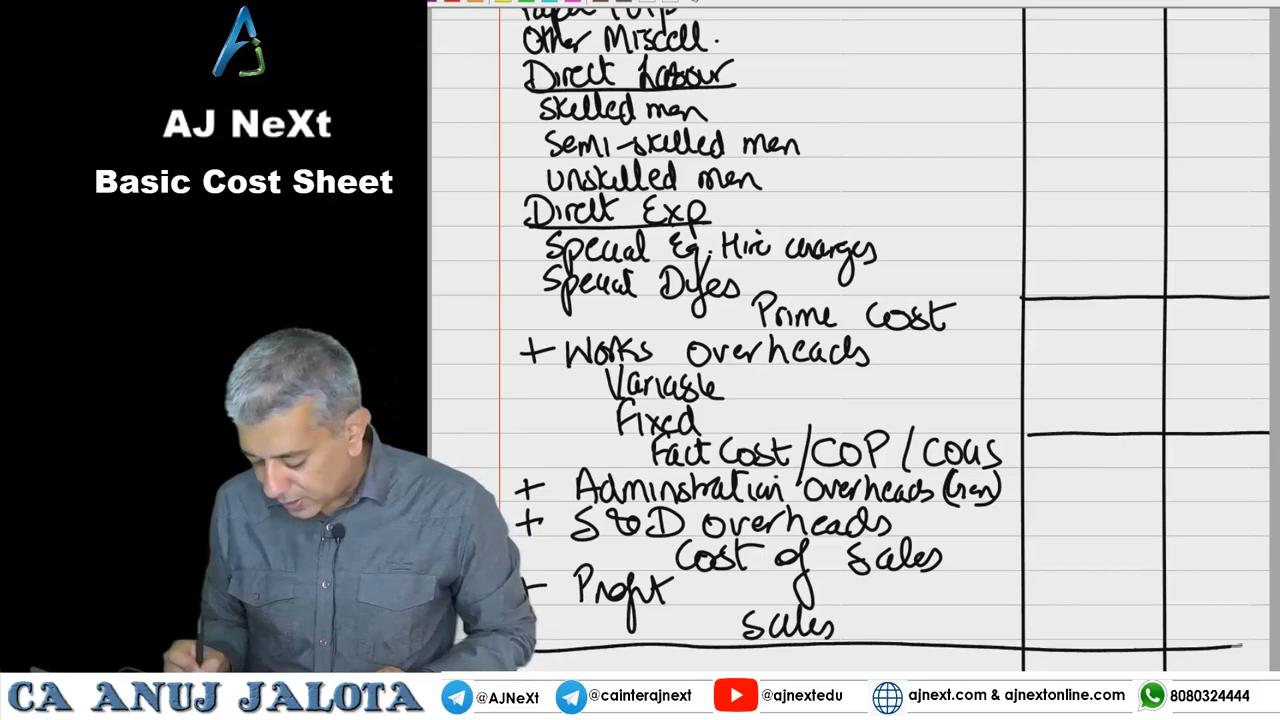 AJ NeXt
Basic Cost Sheet
Other Miscell.
Direct Labour
Skilled men
Semi-skilled men
Unskilled men
Direct Exp
Special Eq. Hire charges
Special Dyes
Prime Cost
+ Works overheads
Variable
Fixed
Fact Cost / COP / COGS
+ Adminstration overheads (Gen)
+ S&D overheads
Cost of Sales
+ Profit
Sales
CA ANUJ JALOTA
@AJNeXt
@cainterajnext
@ajnextedu
ajnext.com & ajnextonline.com
8080324444